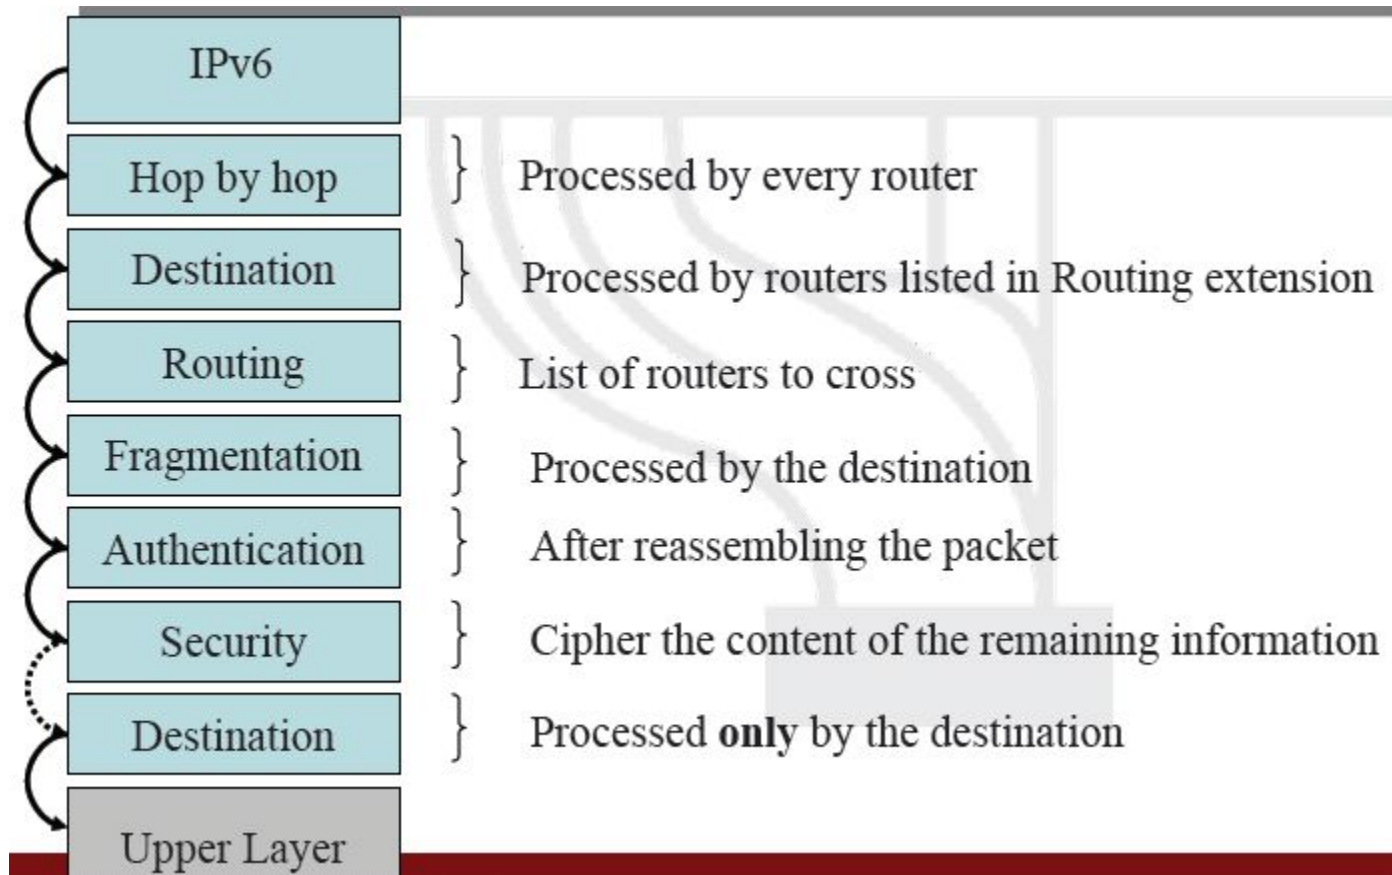 IPv6
Hop by hop } Processed by every router
Destination } Processed by routers listed in Routing extension
Routing } List of routers to cross
Fragmentation } Processed by the destination
Authentication } After reassembling the packet
Security } Cipher the content of the remaining information
Destination } Processed only by the destination
Upper Layer